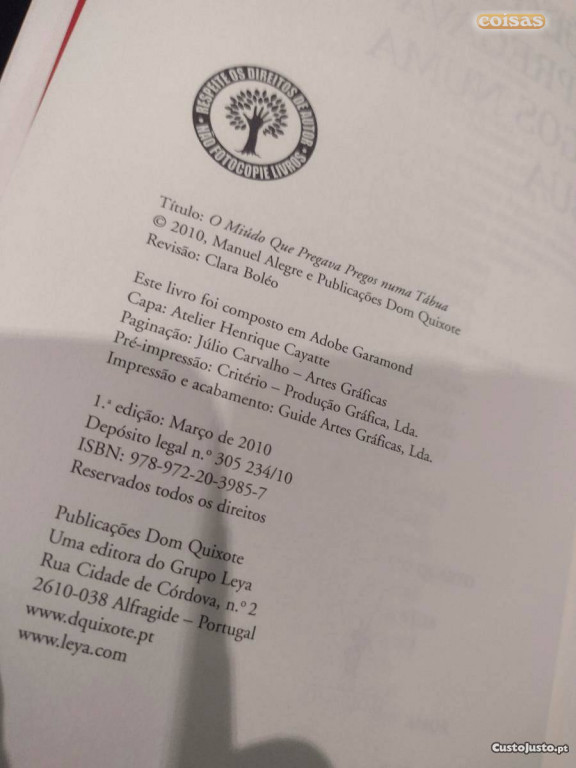 coisas
RESPEITE OS DIREITOS DE AUTOR
NÃO FOTOCOPIE LIVROS
Título: O Miúdo Que Pregava Pregos numa Tábua
© 2010, Manuel Alegre e Publicações Dom Quixote
Revisão: Clara Boléo
Este livro foi composto em Adobe Garamond
Capa: Atelier Henrique Cayatte
Paginação: Júlio Carvalho – Artes Gráficas
Pré-impressão: Critério – Produção Gráfica, Lda.
Impressão e acabamento: Guide Artes Gráficas, Lda.
1.ª edição: Março de 2010
Depósito legal n.º 305 234/10
ISBN: 978-972-20-3985-7
Reservados todos os direitos
Publicações Dom Quixote
Uma editora do Grupo Leya
Rua Cidade de Córdova, n.º 2
2610-038 Alfragide – Portugal
www.dquixote.pt
www.leya.com
CustoJusto.pt